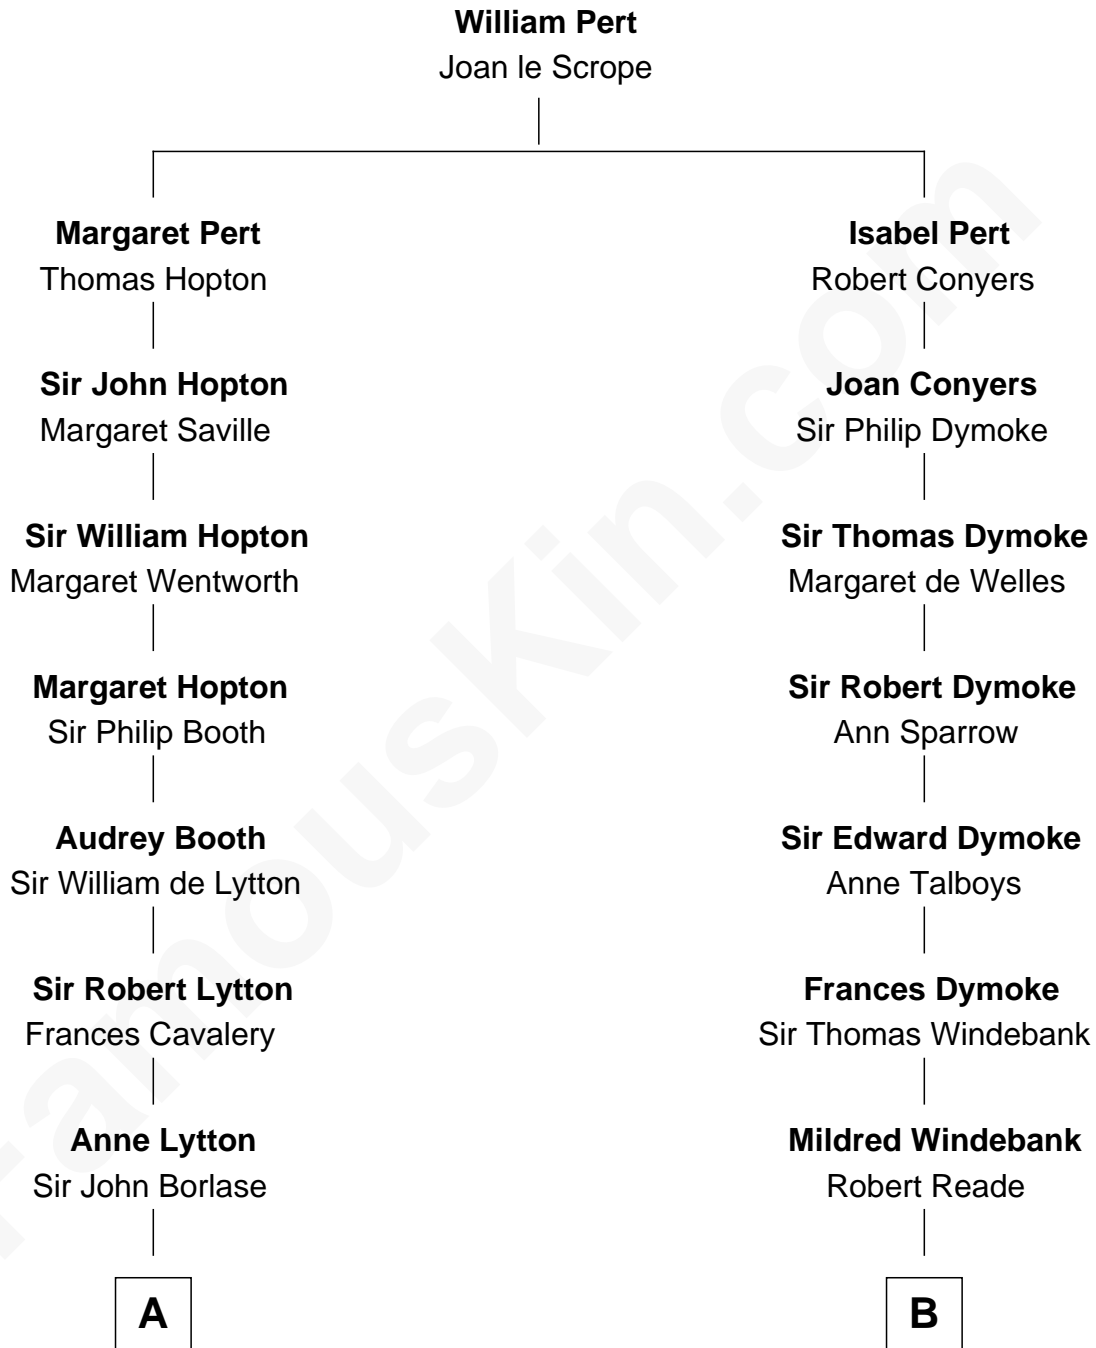 William Pert
Joan le Scrope
Margaret Pert
Thomas Hopton
Isabel Pert
Robert Conyers
Sir John Hopton
Margaret Saville
Joan Conyers
Sir Philip Dymoke
Sir William Hopton
Margaret Wentworth
Sir Thomas Dymoke
Margaret de Welles
Margaret Hopton
Sir Philip Booth
Sir Robert Dymoke
Ann Sparrow
Audrey Booth
Sir William de Lytton
Sir Edward Dymoke
Anne Talboys
Sir Robert Lytton
Frances Cavalery
Frances Dymoke
Sir Thomas Windebank
Anne Lytton
Sir John Borlase
Mildred Windebank
Robert Reade
A
B
FamousKin.com